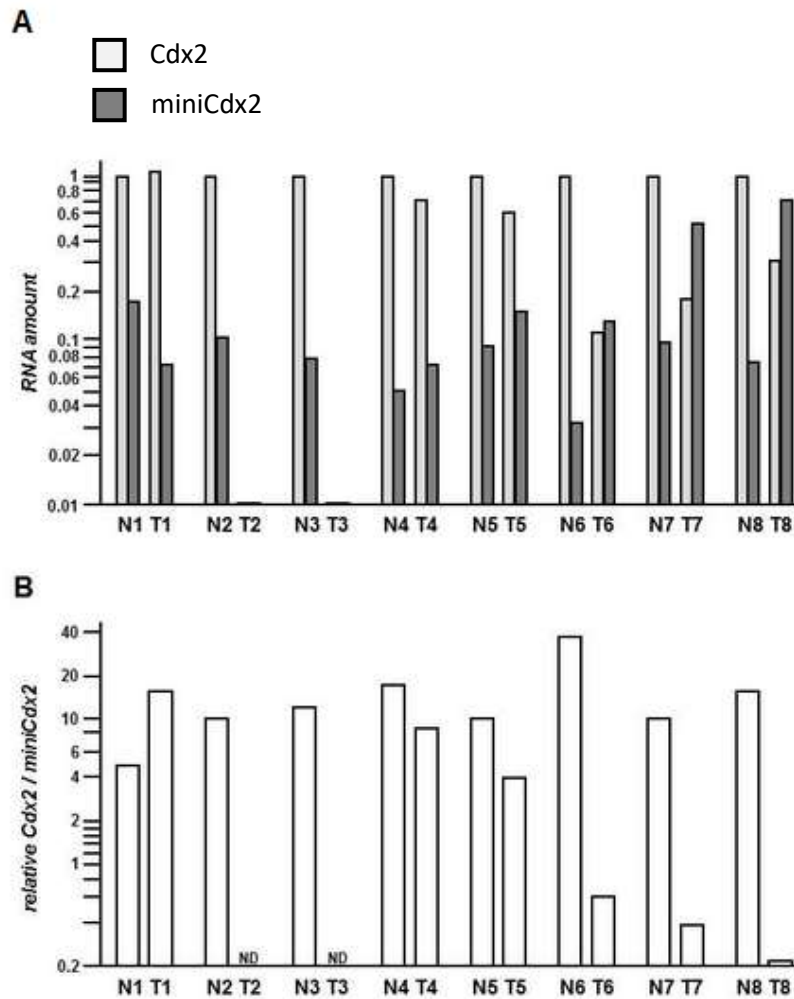 A
Cdx2
miniCdx2
RNA amount
1
0.8
0.6
0.4
0.2
0.1
0.08
0.06
0.04
0.02
0.01
N1 T1 N2 T2 N3 T3 N4 T4 N5 T5 N6 T6 N7 T7 N8 T8
B
relative Cdx2 / miniCdx2
40
20
10
6
4
2
1
0.2
ND ND
N1 T1 N2 T2 N3 T3 N4 T4 N5 T5 N6 T6 N7 T7 N8 T8